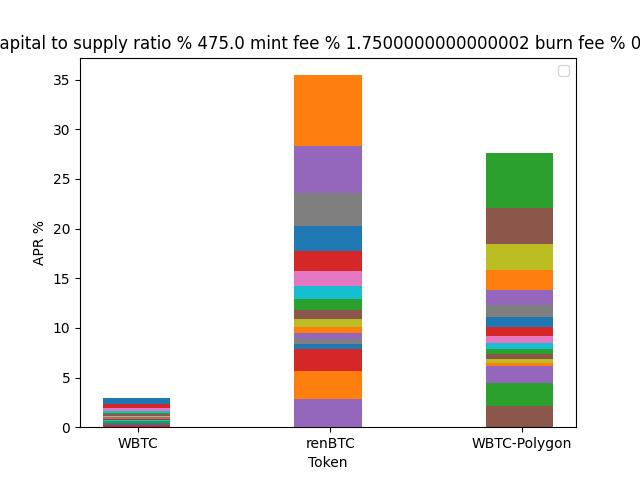 apital to supply ratio % 475.0 mint fee % 1.7500000000000002 burn fee % 0
35
30
25
20
15
10
5
0
APR %
WBTC renBTC WBTC-Polygon
Token